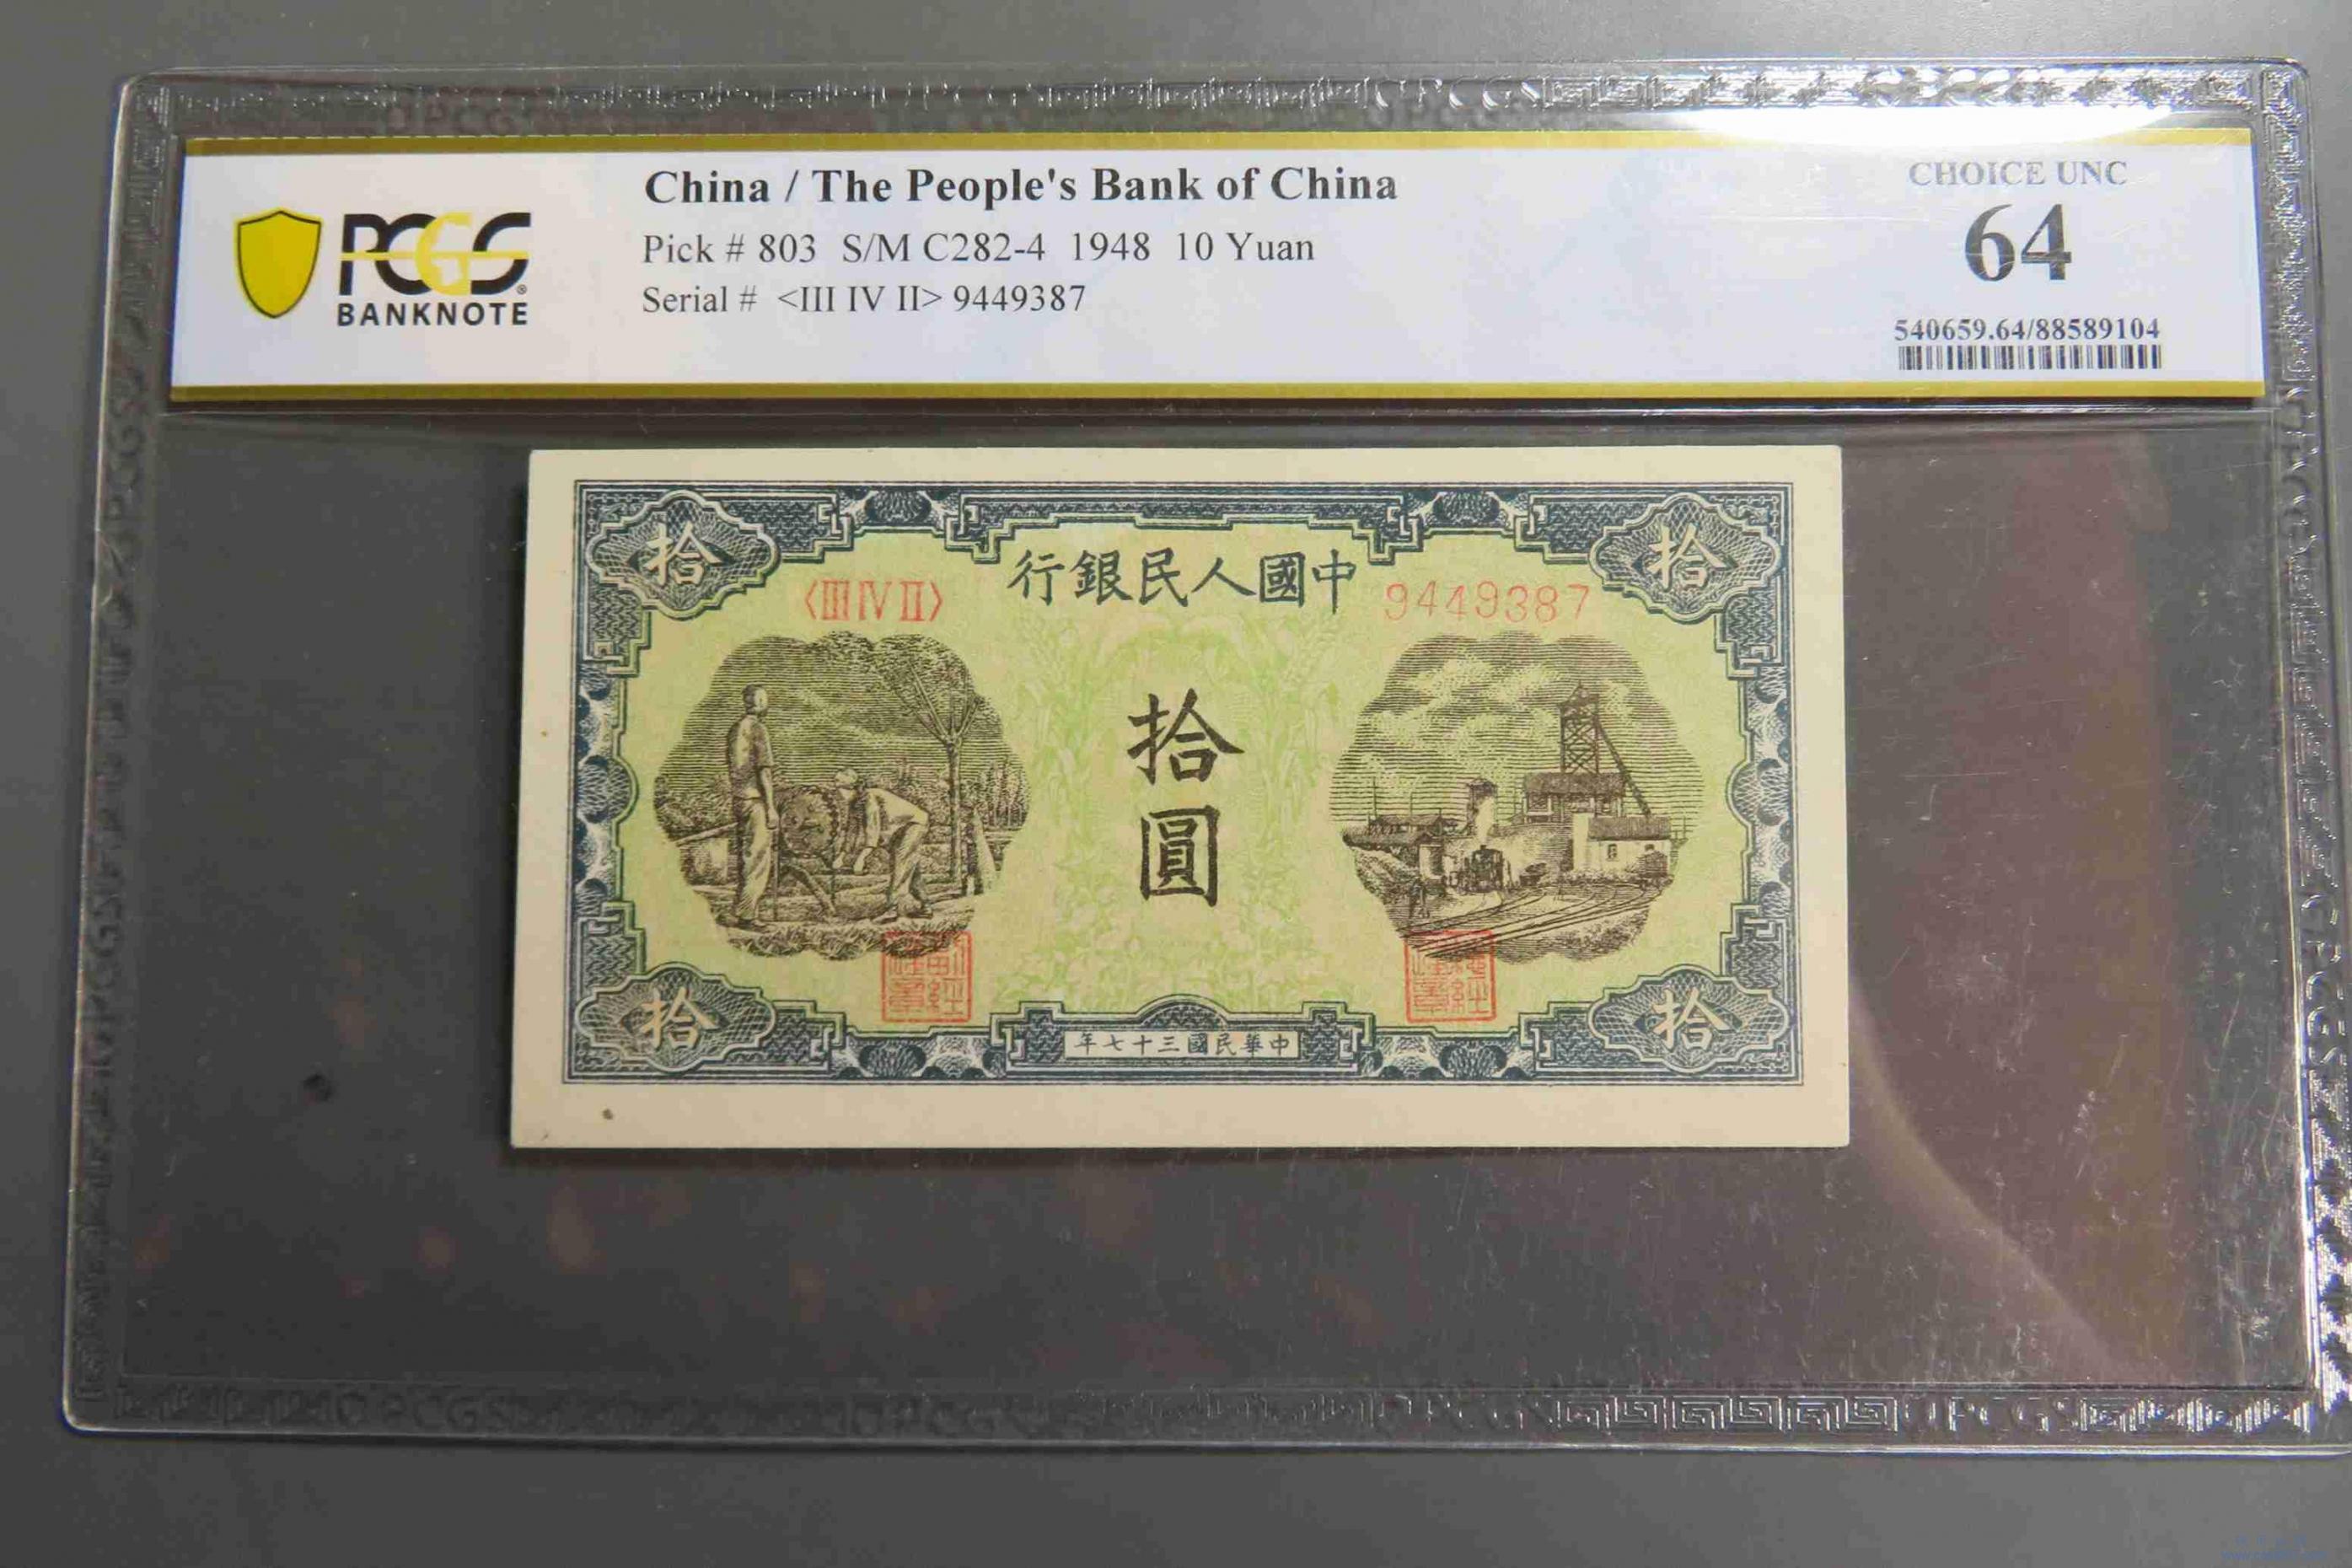 China / The People's Bank of China
Pick # 803 S/M C282-4 1948 10 Yuan
Serial # <III IV II> 9449387
PCGS
BANKNOTE
CHOICE UNC
64
540659.64/88589104
拾
拾
行銀民人國中
〈III IV II〉
9449387
拾
圓
拾
拾
年七十三國民華中